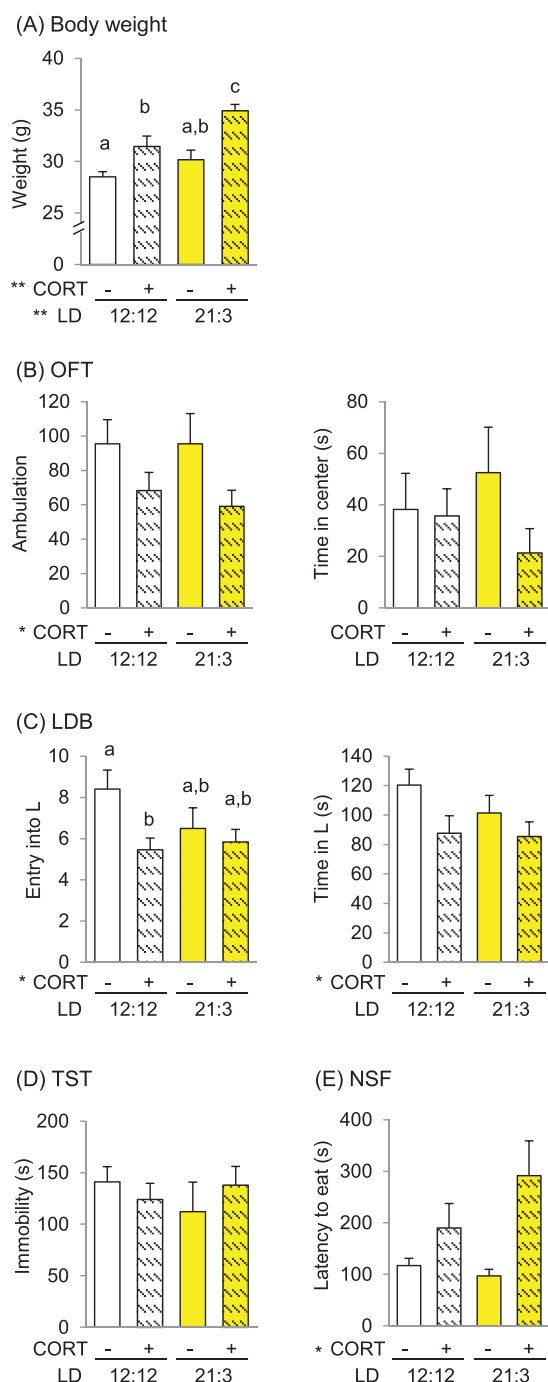 (A) Body weight
40
35
30
25
0
Weight (g)
a
b
a,b
c
** CORT - + - +
** LD 12:12 21:3
(B) OFT
120
100
80
60
40
20
0
Ambulation
* CORT - + - +
LD 12:12 21:3
80
60
40
20
0
Time in center (s)
CORT - + - +
LD 12:12 21:3
(C) LDB
10
8
6
4
2
0
Entry into L
a
b
a,b
a,b
* CORT - + - +
LD 12:12 21:3
140
120
100
80
60
40
20
0
Time in L (s)
* CORT - + - +
LD 12:12 21:3
(D) TST
200
150
100
50
0
Immobility (s)
CORT - + - +
LD 12:12 21:3
(E) NSF
400
300
200
100
0
Latency to eat (s)
* CORT - + - +
LD 12:12 21:3